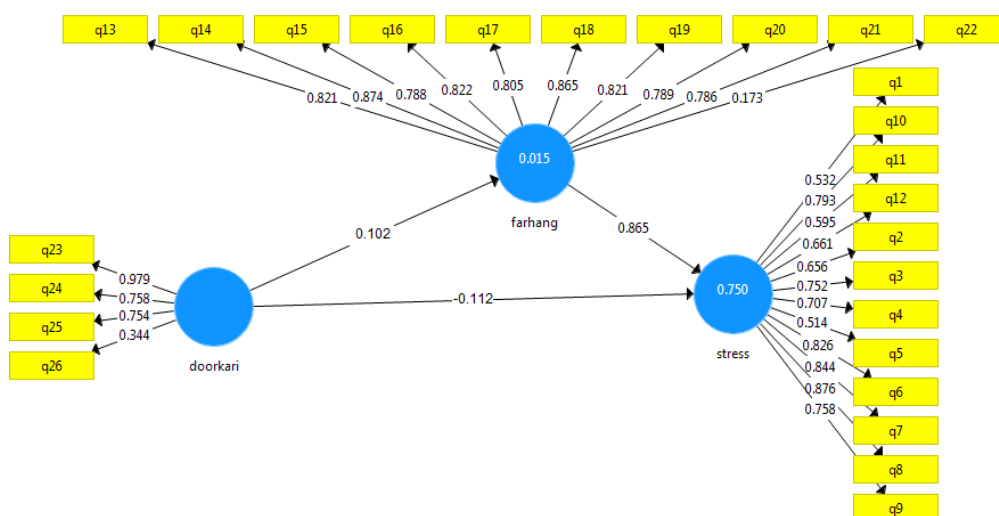 q13
q14
q15
q16
q17
q18
q19
q20
q21
q22
0.821
0.874
0.788
0.822
0.805
0.865
0.821
0.789
0.786
0.173
q1
q10
q11
q12
q2
q3
q4
q5
q6
q7
q8
q9
0.532
0.793
0.595
0.661
0.656
0.752
0.707
0.514
0.826
0.844
0.876
0.758
0.015
farhang
0.102
0.865
-0.112
0.750
stress
q23
q24
q25
q26
0.979
0.758
0.754
0.344
doorkari